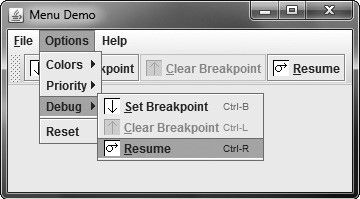 Menu Demo
File Options Help
kpoint Clear Breakpoint Resume
Colors
Priority
Debug
Set Breakpoint Ctrl-B
Clear Breakpoint Ctrl-L
Resume Ctrl-R
Reset